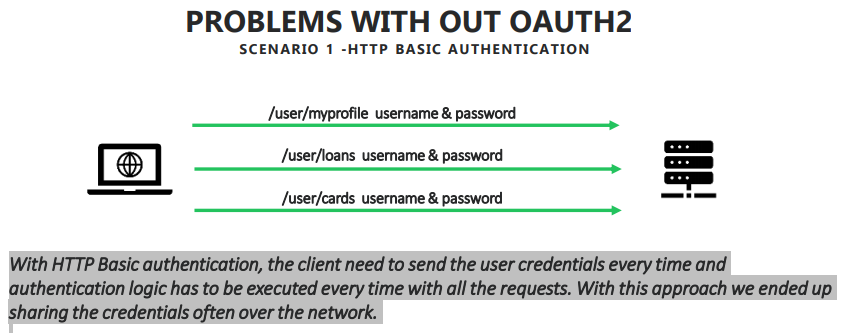 PROBLEMS WITH OUT OAUTH2
SCENARIO 1 -HTTP BASIC AUTHENTICATION
/user/myprofile username & password
/user/loans username & password
/user/cards username & password
With HTTP Basic authentication, the client need to send the user credentials every time and
authentication logic has to be executed every time with all the requests. With this approach we ended up
sharing the credentials often over the network.